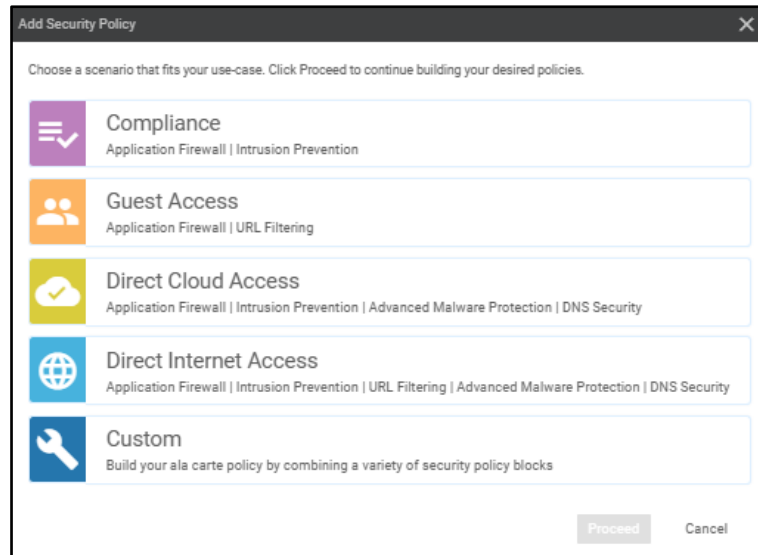 Add Security Policy
Choose a scenario that fits your use-case. Click Proceed to continue building your desired policies.
Compliance
Application Firewall | Intrusion Prevention
Guest Access
Application Firewall | URL Filtering
Direct Cloud Access
Application Firewall | Intrusion Prevention | Advanced Malware Protection | DNS Security
Direct Internet Access
Application Firewall | Intrusion Prevention | URL Filtering | Advanced Malware Protection | DNS Security
Custom
Build your ala carte policy by combining a variety of security policy blocks
Proceed Cancel